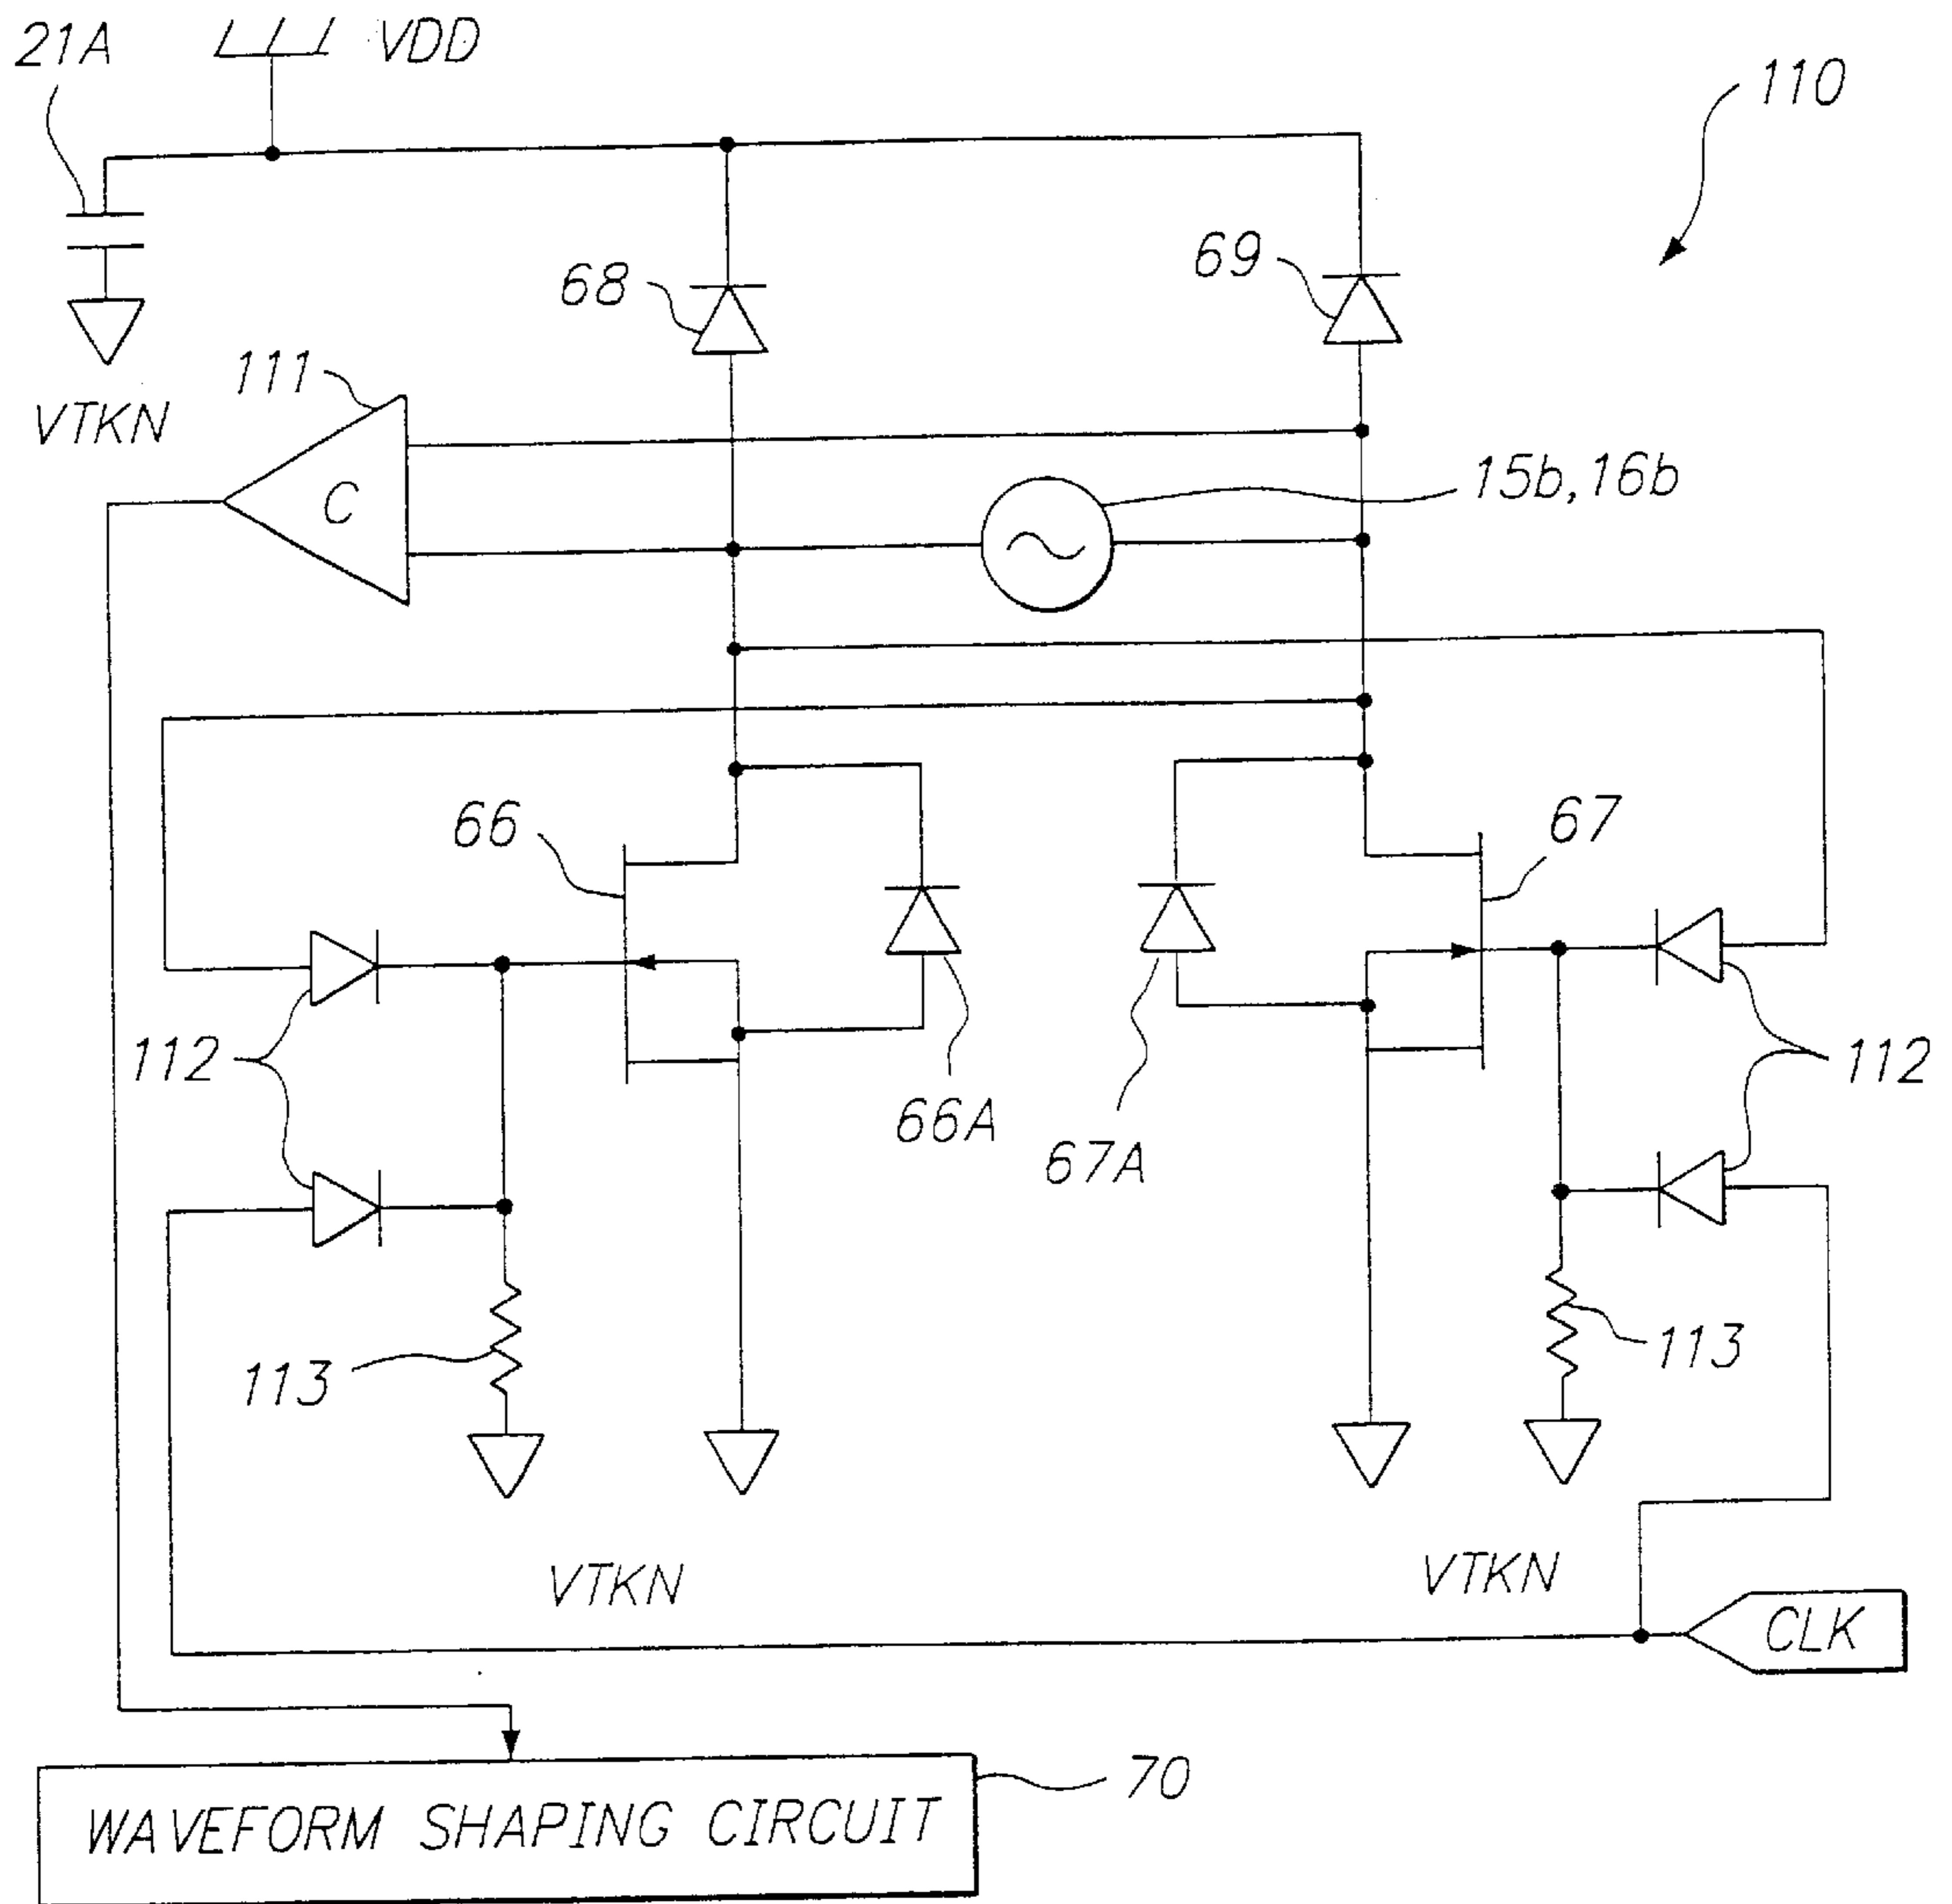 21A
VDD
110
68
69
111
VTKN
C
15b, 16b
66
67
112
112
66A
67A
113
113
VTKN
VTKN
CLK
70
WAVEFORM SHAPING CIRCUIT